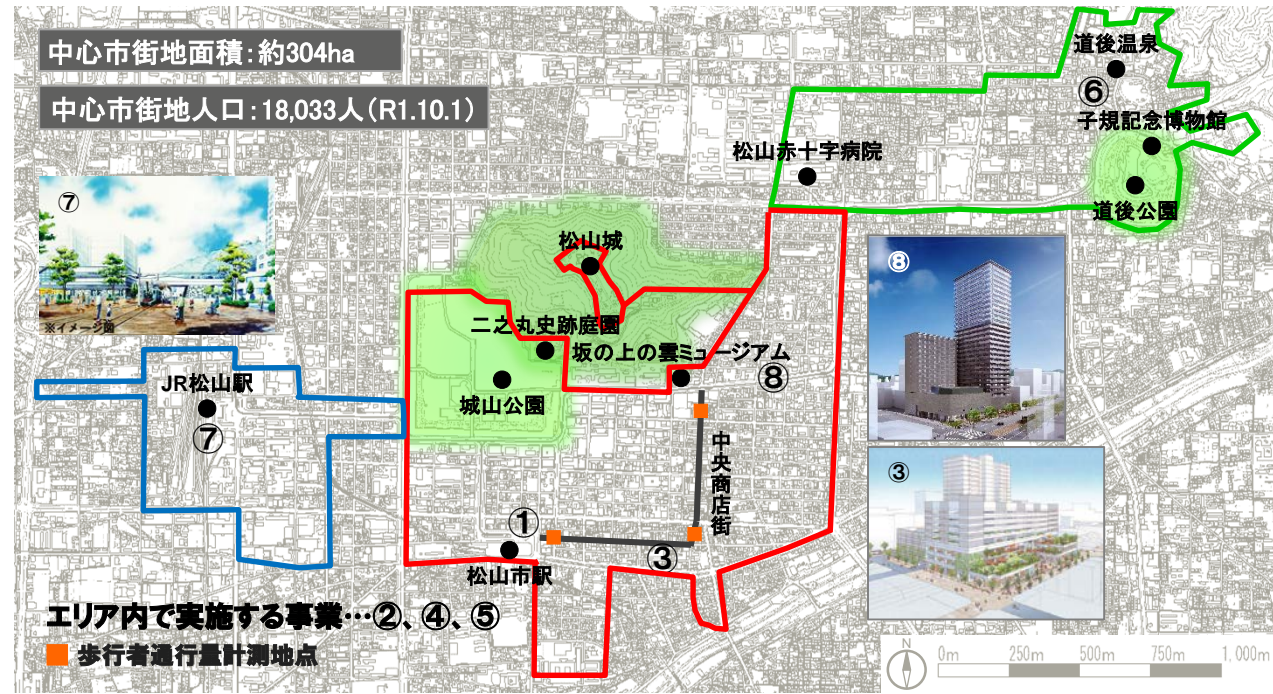 中心市街地面積：約304ha
中心市街地人口：18,033人（R1.10.1）
道後温泉
⑥
子規記念博物館
松山赤十字病院
道後公園
⑦
※イメージ図
松山城
⑧
二之丸史跡庭園
坂の上の雲ミュージアム
⑧
JR松山駅
⑦
城山公園
中央商店街
③
①
③
松山市駅
エリア内で実施する事業…②、④、⑤
歩行者通行量計測地点
N
0m 250m 500m 750m 1,000m